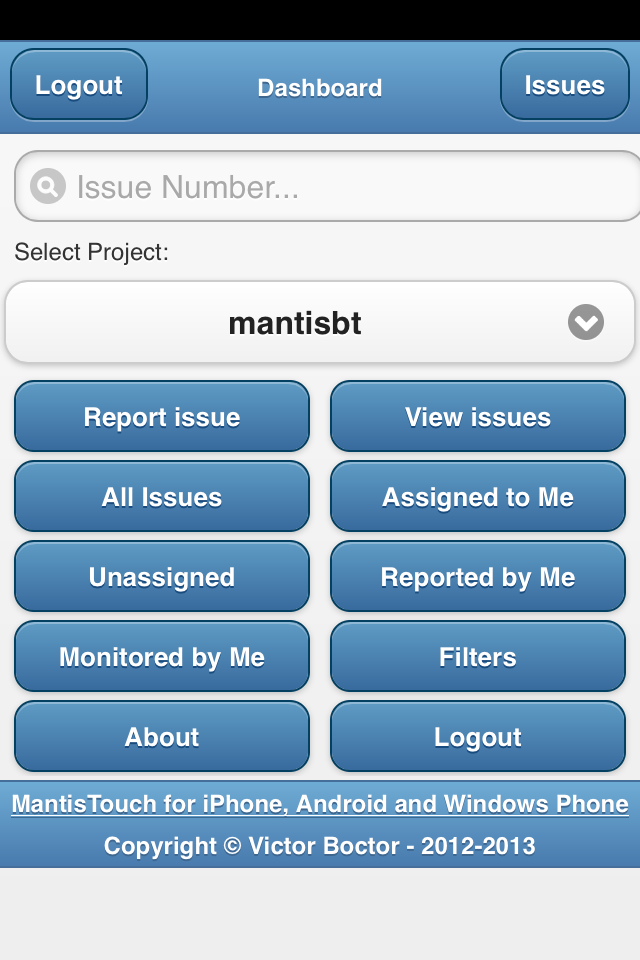 Logout Dashboard Issues
Issue Number...
Select Project:
mantisbt
Report issue View issues
All Issues Assigned to Me
Unassigned Reported by Me
Monitored by Me Filters
About Logout
MantisTouch for iPhone, Android and Windows Phone
Copyright © Victor Boctor - 2012-2013